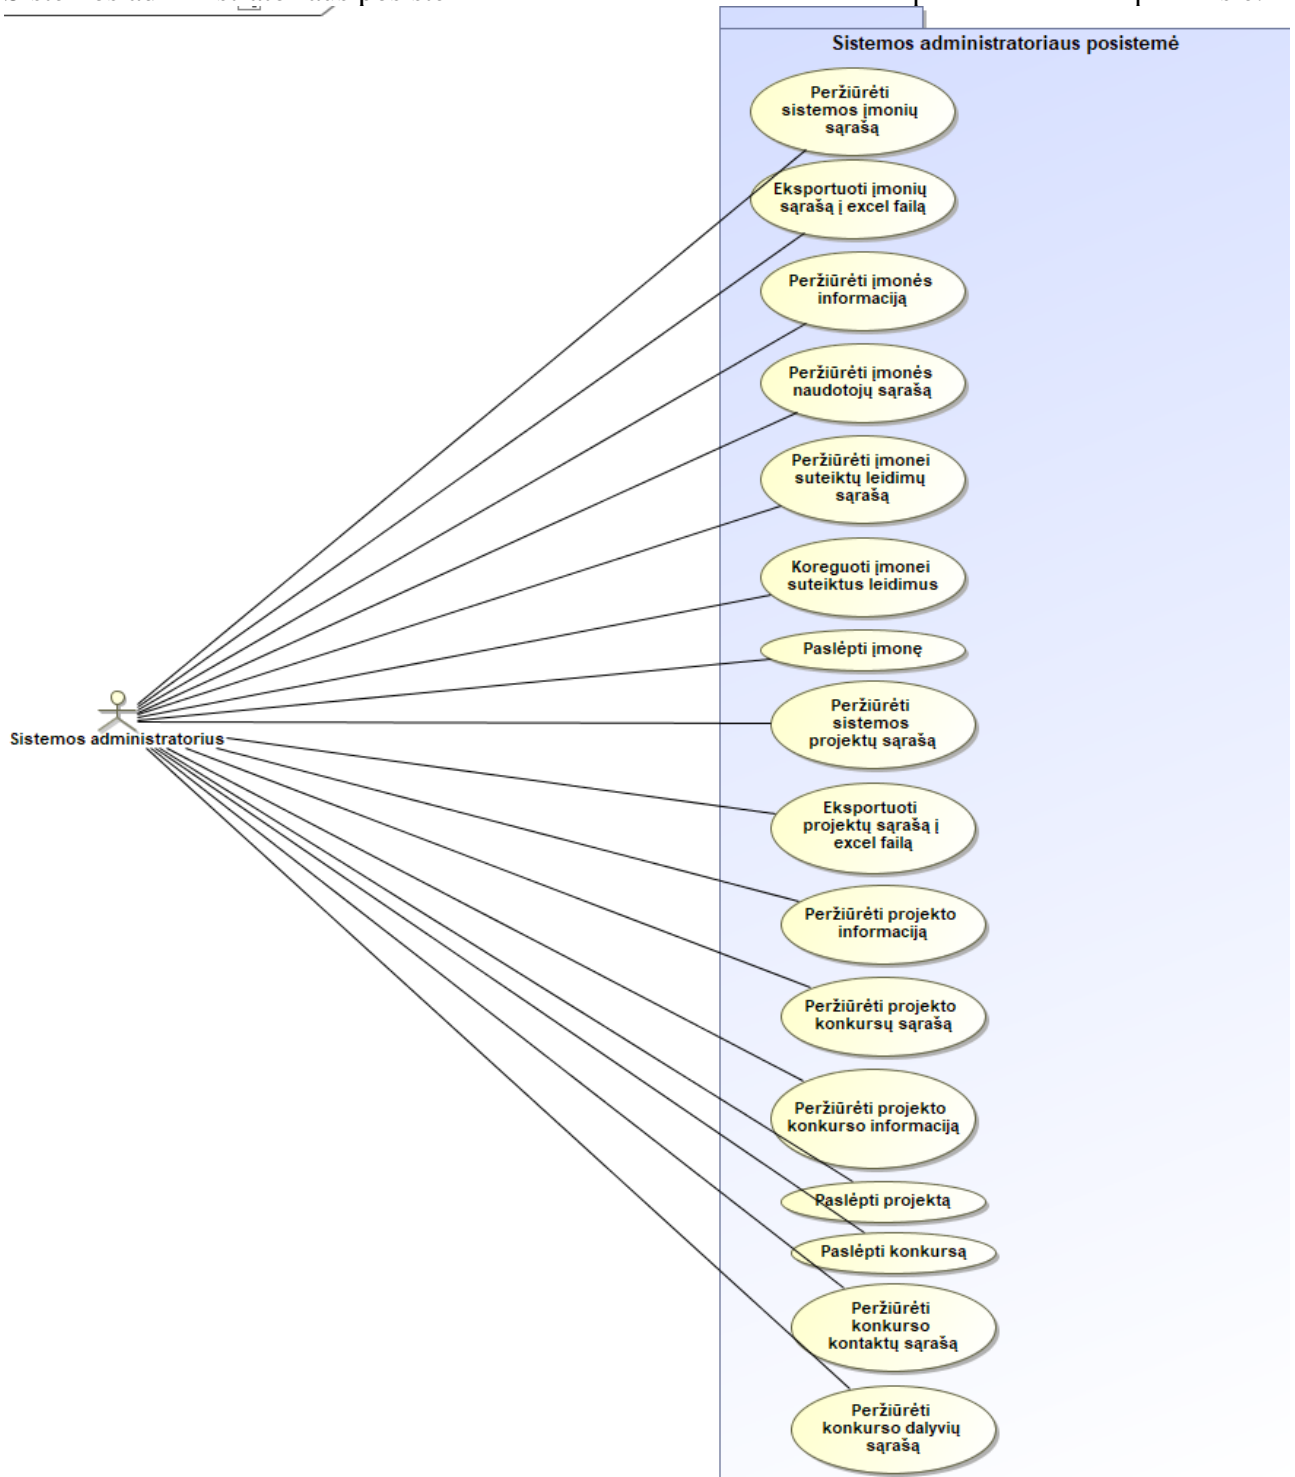 Sistemos administratoriaus posistemė
Peržiūrėti
sistemos įmonių
sąrašą
Eksportuoti įmonių
sąrašą į excel failą
Peržiūrėti įmonės
informaciją
Peržiūrėti įmonės
naudotojų sąrašą
Peržiūrėti įmonei
suteiktų leidimų
sąrašą
Koreguoti įmonei
suteiktus leidimus
Paslėpti įmonę
Peržiūrėti
sistemos
projektų sąrašą
Sistemos administratorius
Eksportuoti
projektų sąrašą į
excel failą
Peržiūrėti projekto
informaciją
Peržiūrėti projekto
konkursų sąrašą
Peržiūrėti projekto
konkurso informaciją
Paslėpti projektą
Paslėpti konkursą
Peržiūrėti
konkurso
kontaktų sąrašą
Peržiūrėti
konkurso dalyvių
sąrašą